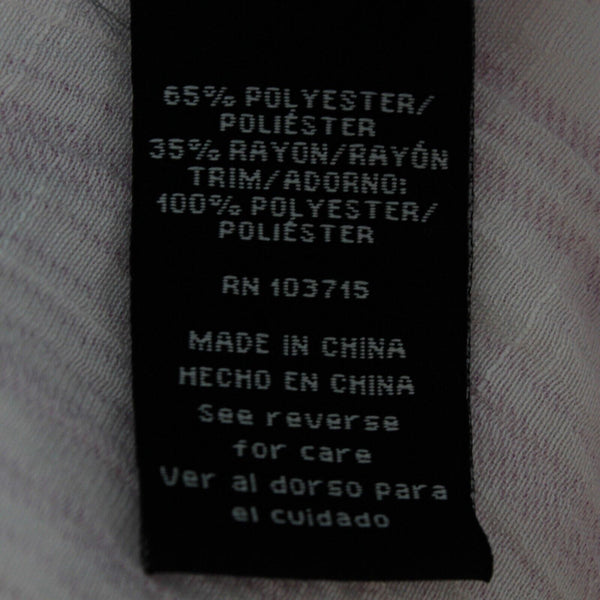 65% POLYESTER/
POLIÉSTER
35% RAYON/RAYÓN
TRIM/ADORNO:
100% POLYESTER/
POLIÉSTER
RN 103715
MADE IN CHINA
HECHO EN CHINA
See reverse
for care
Ver al dorso para
el cuidado